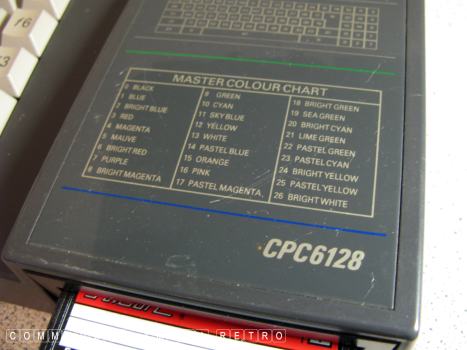 f6
f3
MASTER COLOUR CHART
0 BLACK
1 BLUE
2 BRIGHT BLUE
3 RED
4 MAGENTA
5 MAUVE
6 BRIGHT RED
7 PURPLE
8 BRIGHT MAGENTA
9 GREEN
10 CYAN
11 SKY BLUE
12 YELLOW
13 WHITE
14 PASTEL BLUE
15 ORANGE
16 PINK
17 PASTEL MAGENTA.
18 BRIGHT GREEN
19 SEA GREEN
20 BRIGHT CYAN
21 LIME GREEN
22 PASTEL GREEN
23 PASTEL CYAN
24 BRIGHT YELLOW
25 PASTEL YELLOW
26 BRIGHT WHITE
CPC6128
RETRO